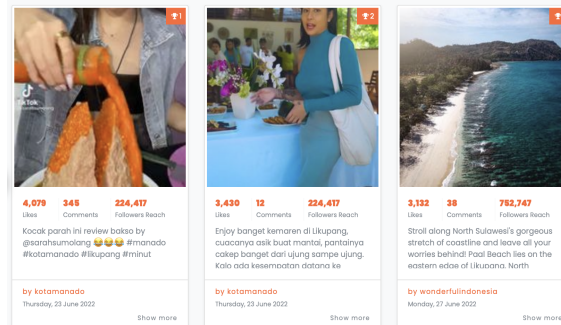 1
TikTok
4,079 345 224,417
Likes Comments Followers Reach
Kocak parah ini review bakso by
@sarahsumolang 😂😂😂 #manado
#kotamanado #likupang #minut
by kotamanado
Thursday, 23 June 2022
Show more
2
3,430 12 224,417
Likes Comments Followers Reach
Enjoy banget kemaren di Likupang,
cuacanya asik buat mantai, pantainya
cakep banget dari ujung sampe ujung.
Kalo ada kesempatan datang ke
by kotamanado
Thursday, 23 June 2022
Show more
3,132 38 752,747
Likes Comments Followers Reach
Stroll along North Sulawesi's gorgeous
stretch of coastline and leave all your
worries behind! Paal Beach lies on the
eastern edge of Likupang, North
by wonderfulindonesia
Monday, 27 June 2022
Show more